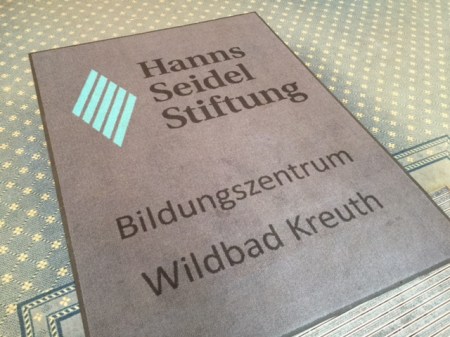 Hanns
Seidel
Stiftung
Bildungszentrum
Wildbad Kreuth